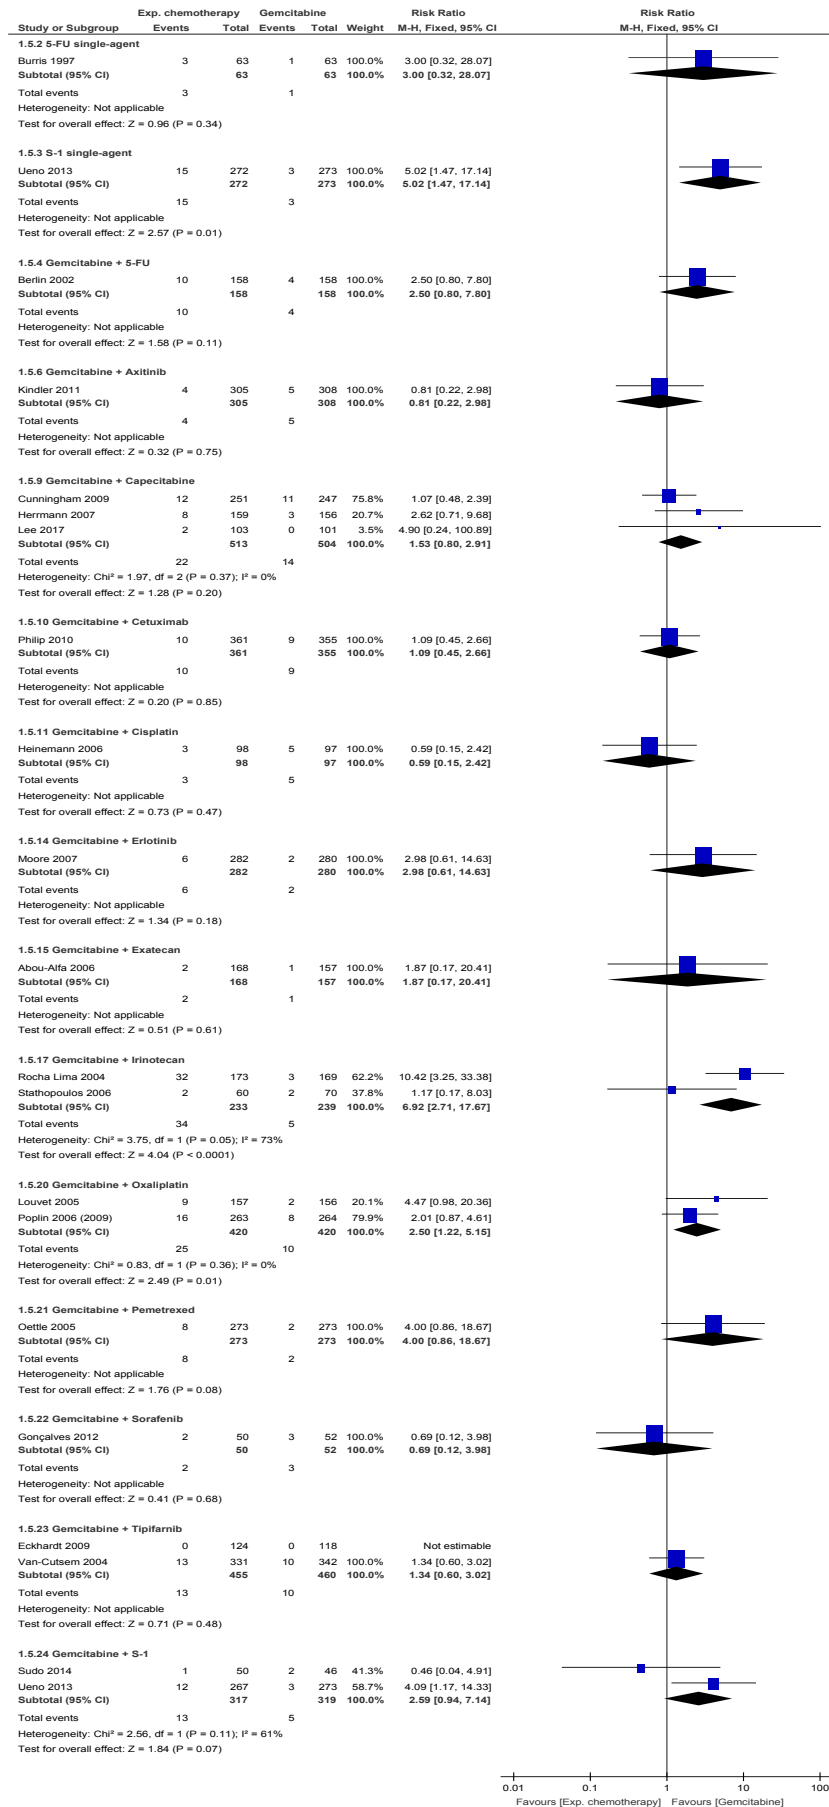 Exp. chemotherapy Gemcitabine Risk Ratio Risk Ratio
Study or Subgroup Events Total Events Total Weight M-H, Fixed, 95% CI M-H, Fixed, 95% CI
1.5.2 5-FU single-agent
Burris 1997 3 63 1 63 100.0% 3.00 [0.32, 28.07]
Subtotal (95% CI) 63 63 100.0% 3.00 [0.32, 28.07]
Total events 3 1
Heterogeneity: Not applicable
Test for overall effect: Z = 0.96 (P = 0.34)
1.5.3 S-1 single-agent
Ueno 2013 15 272 3 273 100.0% 5.02 [1.47, 17.14]
Subtotal (95% CI) 272 273 100.0% 5.02 [1.47, 17.14]
Total events 15 3
Heterogeneity: Not applicable
Test for overall effect: Z = 2.57 (P = 0.01)
1.5.4 Gemcitabine + 5-FU
Berlin 2002 10 158 4 158 100.0% 2.50 [0.80, 7.80]
Subtotal (95% CI) 158 158 100.0% 2.50 [0.80, 7.80]
Total events 10 4
Heterogeneity: Not applicable
Test for overall effect: Z = 1.58 (P = 0.11)
1.5.6 Gemcitabine + Axitinib
Kindler 2011 4 305 5 308 100.0% 0.81 [0.22, 2.98]
Subtotal (95% CI) 305 308 100.0% 0.81 [0.22, 2.98]
Total events 4 5
Heterogeneity: Not applicable
Test for overall effect: Z = 0.32 (P = 0.75)
1.5.9 Gemcitabine + Capecitabine
Cunningham 2009 12 251 11 247 75.8% 1.07 [0.48, 2.39]
Herrmann 2007 8 159 3 156 20.7% 2.62 [0.71, 9.68]
Lee 2017 2 103 0 101 3.5% 4.90 [0.24, 100.89]
Subtotal (95% CI) 513 504 100.0% 1.53 [0.80, 2.91]
Total events 22 14
Heterogeneity: Chi² = 1.97, df = 2 (P = 0.37); I² = 0%
Test for overall effect: Z = 1.28 (P = 0.20)
1.5.10 Gemcitabine + Cetuximab
Philip 2010 10 361 9 355 100.0% 1.09 [0.45, 2.66]
Subtotal (95% CI) 361 355 100.0% 1.09 [0.45, 2.66]
Total events 10 9
Heterogeneity: Not applicable
Test for overall effect: Z = 0.20 (P = 0.85)
1.5.11 Gemcitabine + Cisplatin
Heinemann 2006 3 98 5 97 100.0% 0.59 [0.15, 2.42]
Subtotal (95% CI) 98 97 100.0% 0.59 [0.15, 2.42]
Total events 3 5
Heterogeneity: Not applicable
Test for overall effect: Z = 0.73 (P = 0.47)
1.5.14 Gemcitabine + Erlotinib
Moore 2007 6 282 2 280 100.0% 2.98 [0.61, 14.63]
Subtotal (95% CI) 282 280 100.0% 2.98 [0.61, 14.63]
Total events 6 2
Heterogeneity: Not applicable
Test for overall effect: Z = 1.34 (P = 0.18)
1.5.15 Gemcitabine + Exatecan
Abou-Alfa 2006 2 168 1 157 100.0% 1.87 [0.17, 20.41]
Subtotal (95% CI) 168 157 100.0% 1.87 [0.17, 20.41]
Total events 2 1
Heterogeneity: Not applicable
Test for overall effect: Z = 0.51 (P = 0.61)
1.5.17 Gemcitabine + Irinotecan
Rocha Lima 2004 32 173 3 169 62.2% 10.42 [3.25, 33.38]
Stathopoulos 2006 2 60 2 70 37.8% 1.17 [0.17, 8.03]
Subtotal (95% CI) 233 239 100.0% 6.92 [2.71, 17.67]
Total events 34 5
Heterogeneity: Chi² = 3.75, df = 1 (P = 0.05); I² = 73%
Test for overall effect: Z = 4.04 (P < 0.0001)
1.5.20 Gemcitabine + Oxaliplatin
Louvet 2005 9 157 2 156 20.1% 4.47 [0.98, 20.36]
Poplin 2006 (2009) 16 263 8 264 79.9% 2.01 [0.87, 4.61]
Subtotal (95% CI) 420 420 100.0% 2.50 [1.22, 5.15]
Total events 25 10
Heterogeneity: Chi² = 0.83, df = 1 (P = 0.36); I² = 0%
Test for overall effect: Z = 2.49 (P = 0.01)
1.5.21 Gemcitabine + Pemetrexed
Oettle 2005 8 273 2 273 100.0% 4.00 [0.86, 18.67]
Subtotal (95% CI) 273 273 100.0% 4.00 [0.86, 18.67]
Total events 8 2
Heterogeneity: Not applicable
Test for overall effect: Z = 1.76 (P = 0.08)
1.5.22 Gemcitabine + Sorafenib
Gonçalves 2012 2 50 3 52 100.0% 0.69 [0.12, 3.98]
Subtotal (95% CI) 50 52 100.0% 0.69 [0.12, 3.98]
Total events 2 3
Heterogeneity: Not applicable
Test for overall effect: Z = 0.41 (P = 0.68)
1.5.23 Gemcitabine + Tipifarnib
Eckhardt 2009 0 124 0 118 Not estimable
Van-Cutsem 2004 13 331 10 342 100.0% 1.34 [0.60, 3.02]
Subtotal (95% CI) 455 460 100.0% 1.34 [0.60, 3.02]
Total events 13 10
Heterogeneity: Not applicable
Test for overall effect: Z = 0.71 (P = 0.48)
1.5.24 Gemcitabine + S-1
Sudo 2014 1 50 2 46 41.3% 0.46 [0.04, 4.91]
Ueno 2013 12 267 3 273 58.7% 4.09 [1.17, 14.33]
Subtotal (95% CI) 317 319 100.0% 2.59 [0.94, 7.14]
Total events 13 5
Heterogeneity: Chi² = 2.56, df = 1 (P = 0.11); I² = 61%
Test for overall effect: Z = 1.84 (P = 0.07)
0.01 0.1 1 10 100
Favours [Exp. chemotherapy] Favours [Gemcitabine]